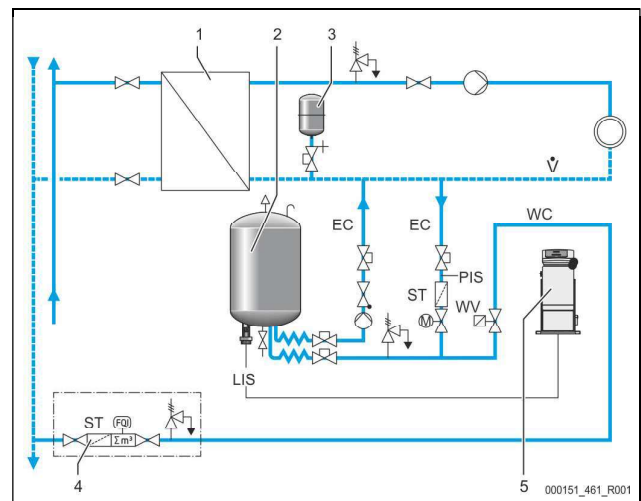 1
2
3
V̇
EC
EC
WC
PIS
ST
WV
M
5
LIS
ST
FQI
Σm³
4
000151_461_R001